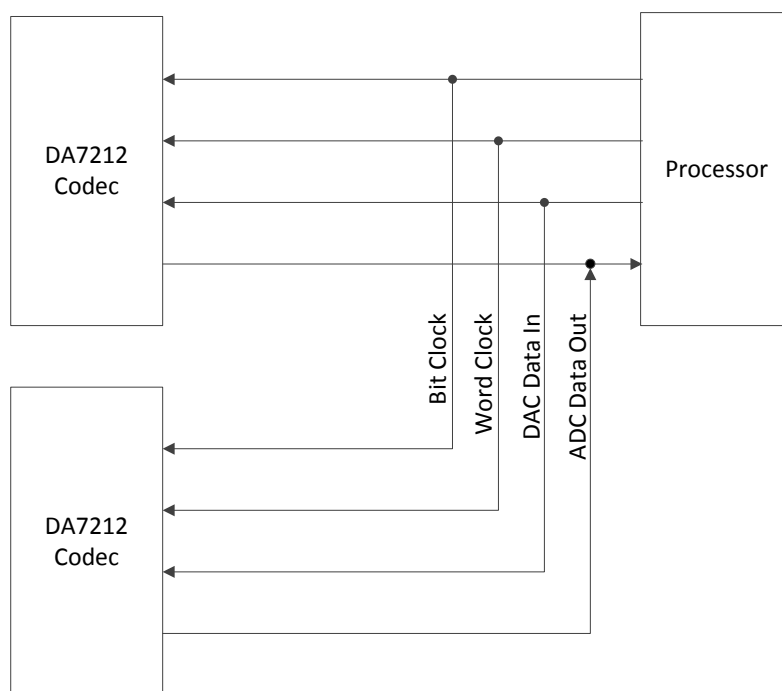 DA7212
Codec
Processor
Bit Clock
Word Clock
DAC Data In
ADC Data Out
DA7212
Codec